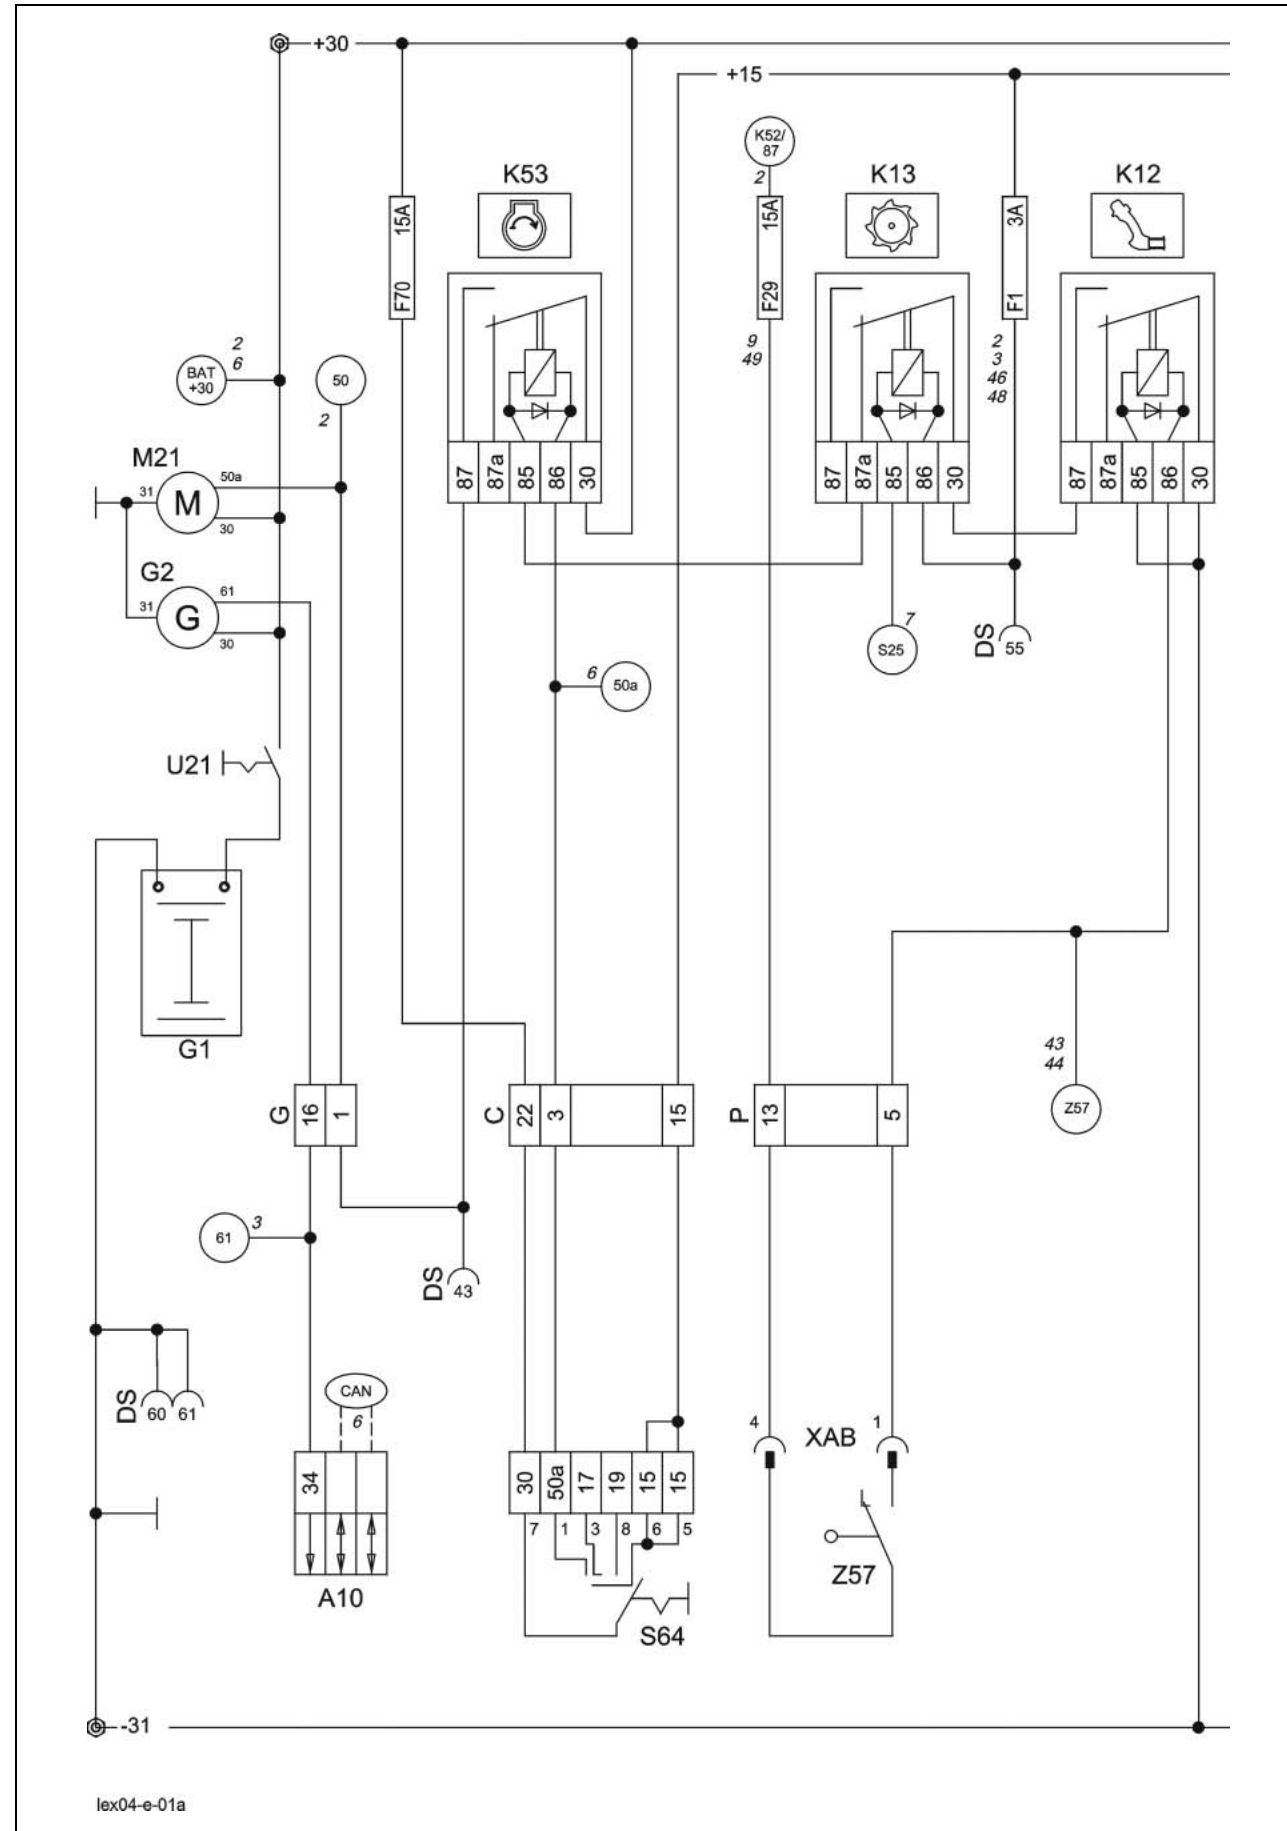 +30
+15
K52/
87
2
K53
K13
K12
15A
F70
15A
F29
3A
F1
9
49
2
3
46
48
2
6
BAT
+30
50
2
M21
50a
31
M
30
87
87a
85
86
30
87
87a
85
86
30
87
87a
85
86
30
G2
61
31
G
30
7
S25
DS
55
6
50a
U21
G1
43
44
Z57
G
16
1
C
22
3
15
P
13
5
61
3
DS
43
DS
60
61
CAN
6
34
A10
30
50a
17
19
15
15
7
1
3
8
6
5
S64
4
XAB
1
Z57
-31
lex04-e-01a